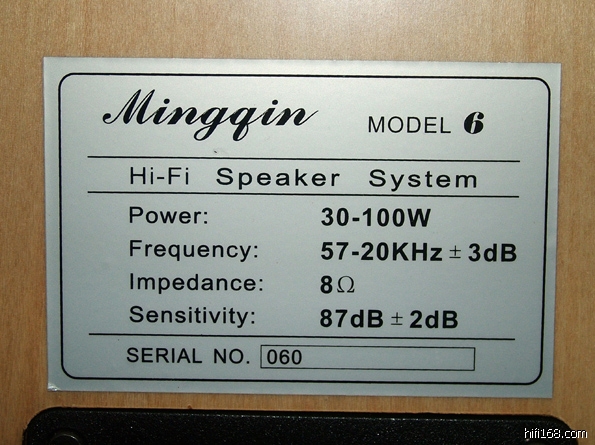 Mingqin MODEL 6
Hi-Fi Speaker System
Power: 30-100W
Frequency: 57-20KHz ± 3dB
Impedance: 8Ω
Sensitivity: 87dB ± 2dB
SERIAL NO. 060
hifi168.com